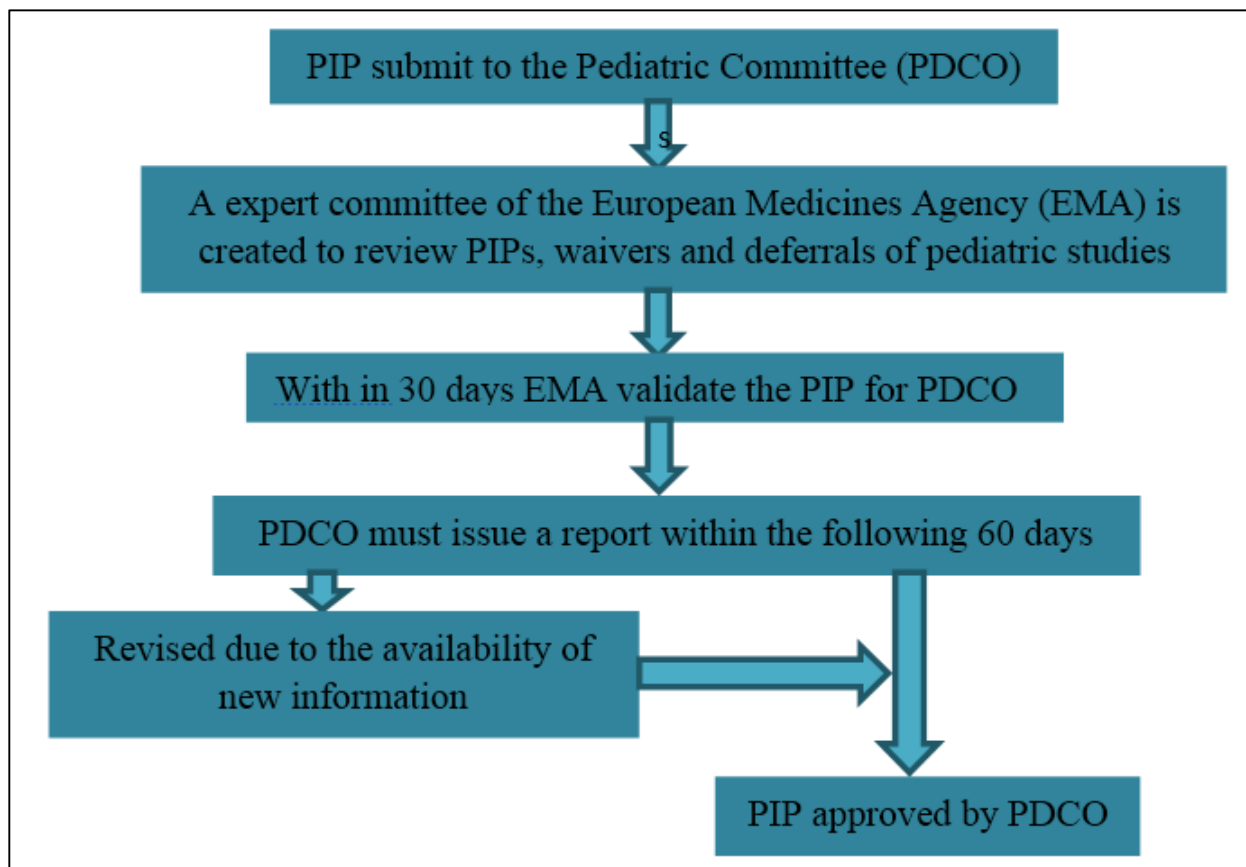 PIP submit to the Pediatric Committee (PDCO)
s
A expert committee of the European Medicines Agency (EMA) is
created to review PIPs, waivers and deferrals of pediatric studies
With in 30 days EMA validate the PIP for PDCO
PDCO must issue a report within the following 60 days
Revised due to the availability of
new information
PIP approved by PDCO